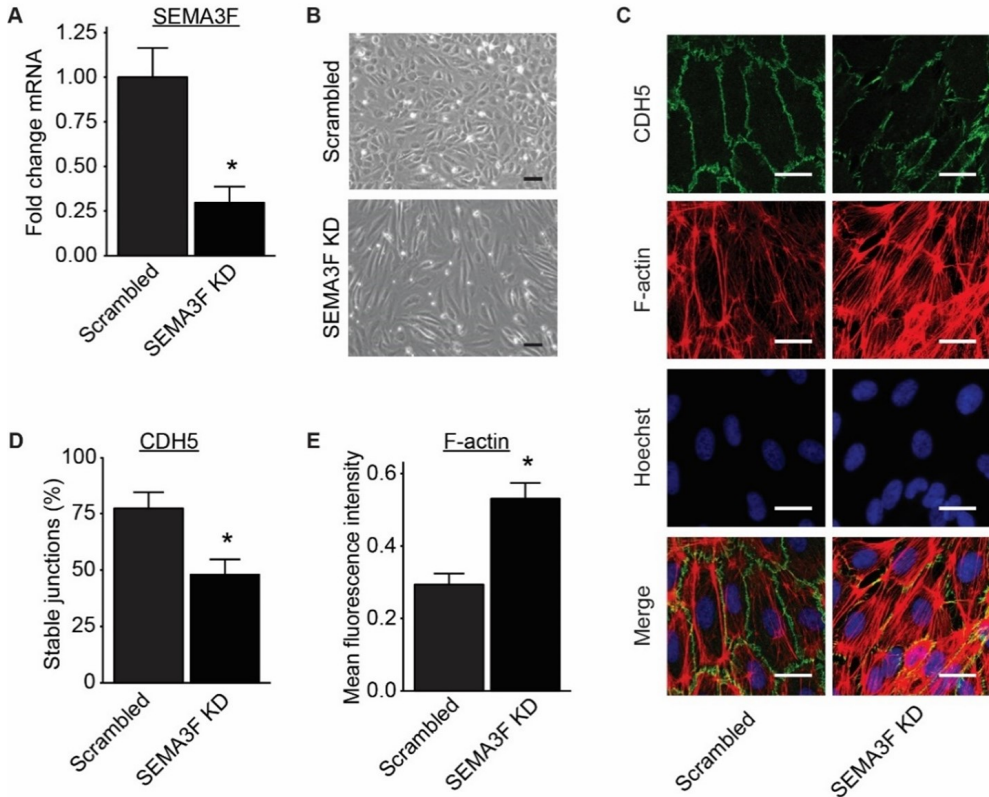 A
SEMA3F
Fold change mRNA
1.25
1.00
0.75
0.50
0.25
0.00
*
Scrambled
SEMA3F KD
B
Scrambled
SEMA3F KD
C
CDH5
F-actin
Hoechst
Merge
Scrambled
SEMA3F KD
D
CDH5
Stable junctions (%)
100
75
50
25
0
*
Scrambled
SEMA3F KD
E
F-actin
Mean fluorescence intensity
0.6
0.4
0.2
0.0
*
Scrambled
SEMA3F KD